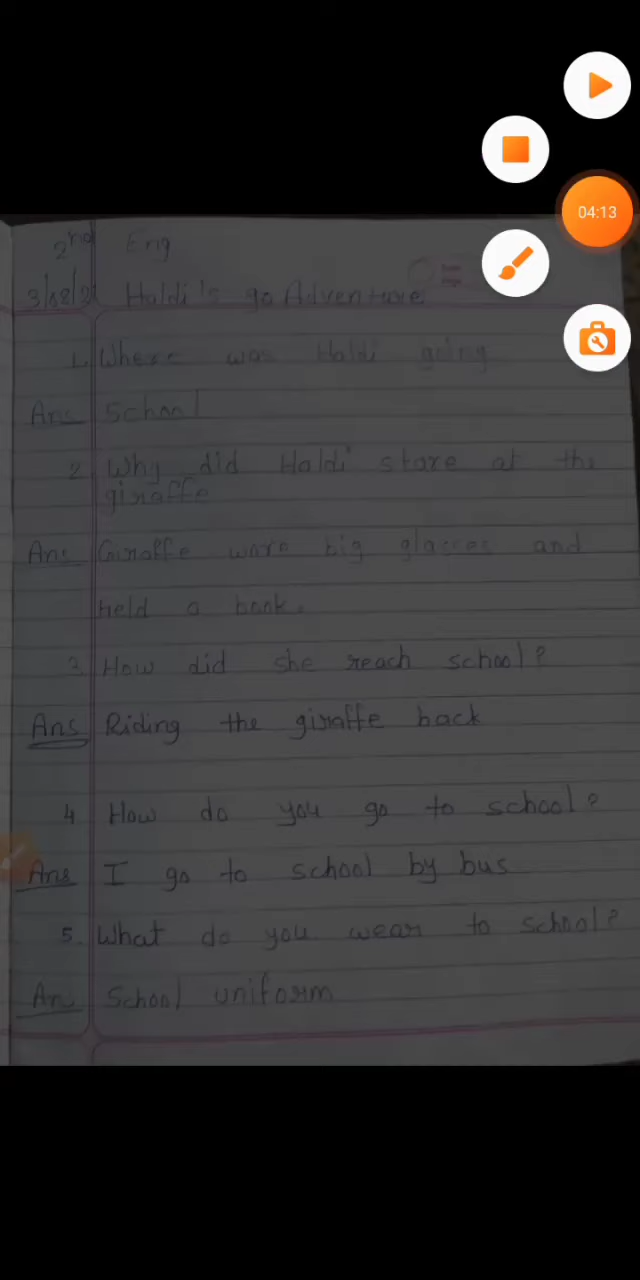 04:13
2nd Eng
3/08/21 Haldi's go Adventure
1. Where was Haldi going
Ans School
2. Why did Haldi stare at the
giraffe
Ans Giraffe wore big glasses and
held a book.
3. How did she reach school?
Ans Riding the giraffe back
4 How do you go to school?
Ans I go to school by bus
5. What do you wear to school?
An School uniform